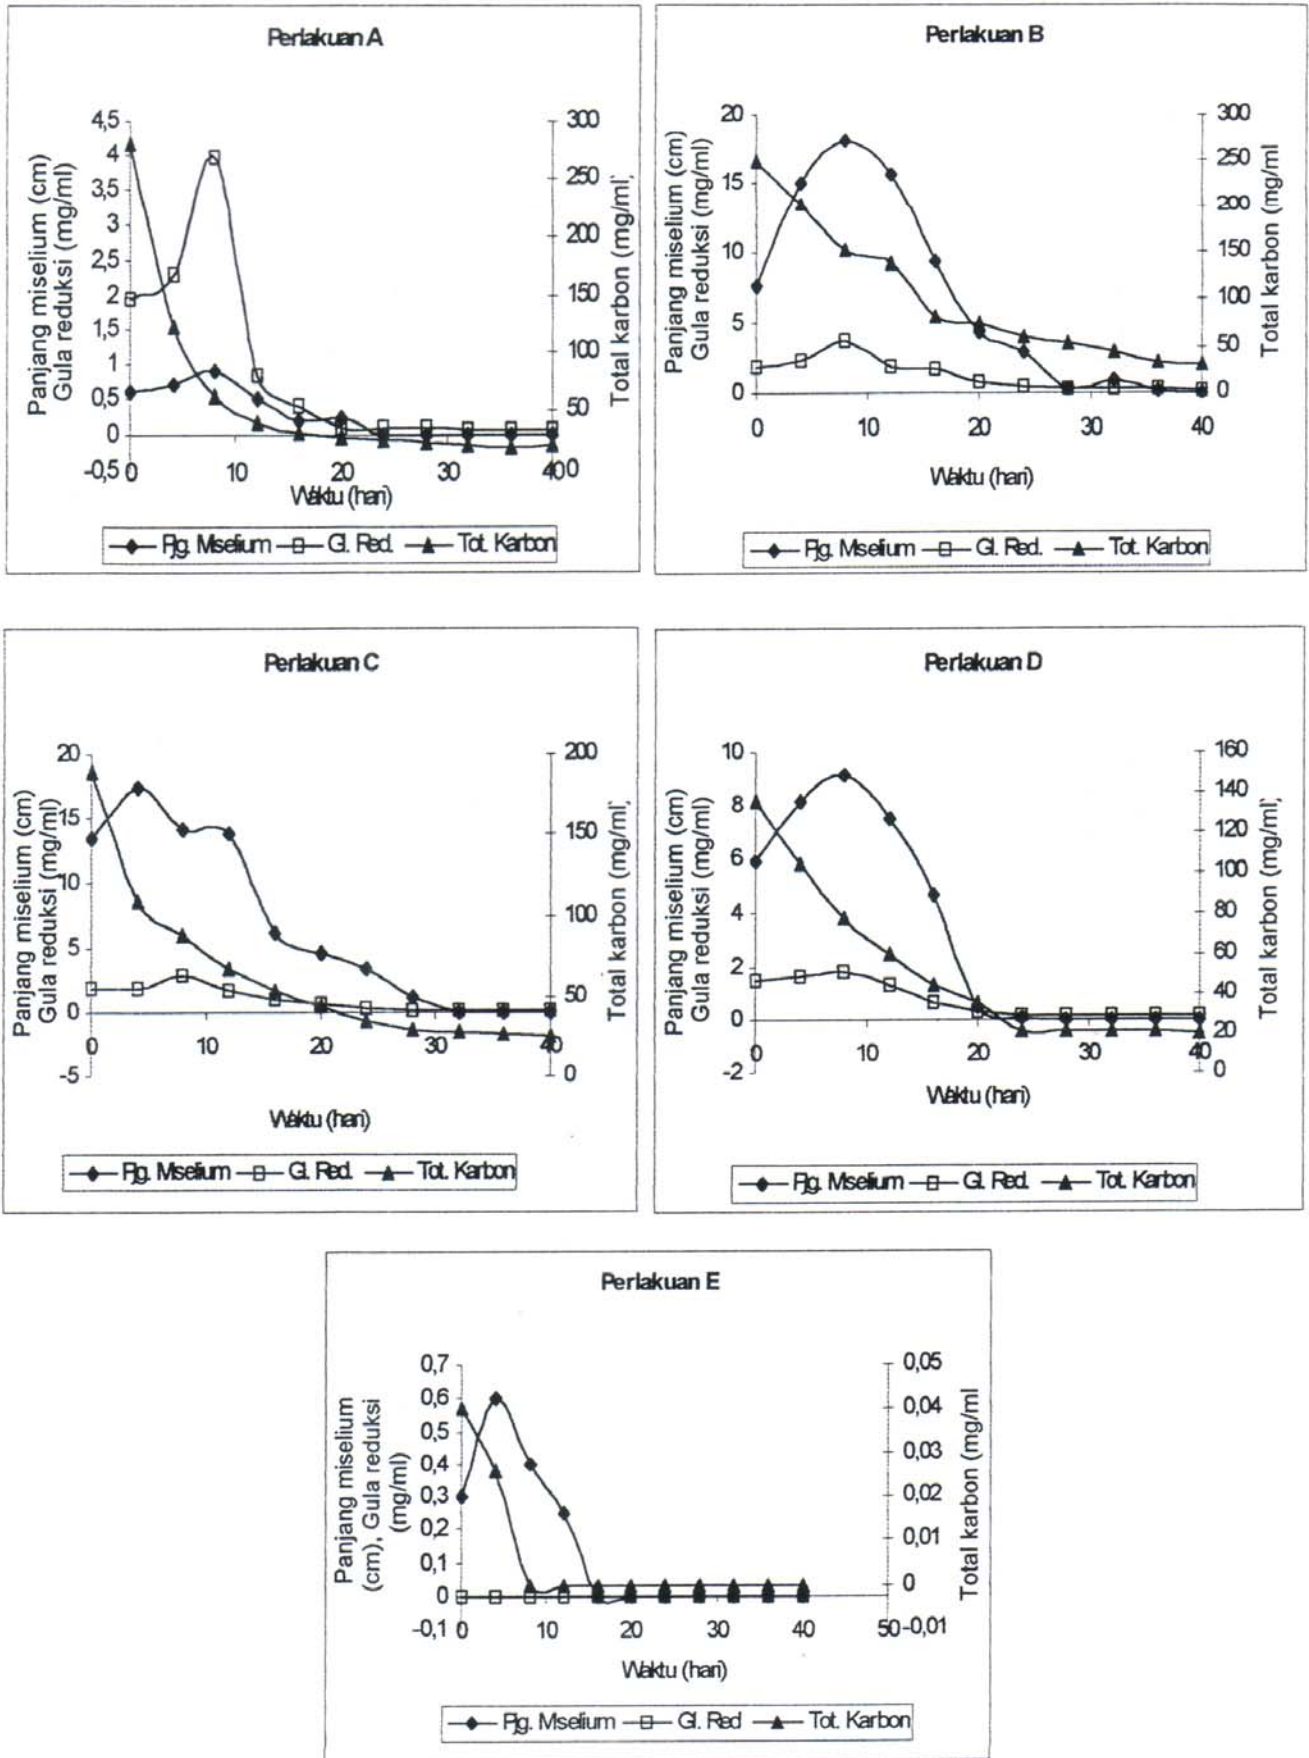 Perlakuan A
4,5
4
3,5
3
2,5
2
1,5
1
0,5
0
-0,5
Panjang miselium (cm)
Gula reduksi (mg/ml)
300
250
200
150
100
50
0
Total karbon (mg/ml)
0 10 20 30 40
Waktu (hari)
Pjg. Miselium Gl. Red. Tot. Karbon
Perlakuan B
20
15
10
5
0
Panjang miselium (cm)
Gula reduksi (mg/ml)
300
250
200
150
100
50
0
Total karbon (mg/ml
0 10 20 30 40
Waktu (hari)
Pjg. Miselium Gl. Red. Tot. Karbon
Perlakuan C
20
15
10
5
0
-5
Panjang miselium (cm)
Gula reduksi (mg/ml)
200
150
100
50
0
Total karbon (mg/ml)
0 10 20 30 40
Waktu (hari)
Pjg. Miselium Gl. Red. Tot. Karbon
Perlakuan D
10
8
6
4
2
0
-2
Panjang miselium (cm)
Gula reduksi (mg/ml)
160
140
120
100
80
60
40
20
0
Total karbon (mg/ml)
0 10 20 30 40
Waktu (hari)
Pjg. Miselium Gl. Red. Tot. Karbon
Perlakuan E
0,7
0,6
0,5
0,4
0,3
0,2
0,1
0
-0,1
Panjang miselium
(cm), Gula reduksi
(mg/ml)
0,05
0,04
0,03
0,02
0,01
0
-0,01
Total karbon (mg/ml
0 10 20 30 40 50
Waktu (hari)
Pjg. Miselium Gl. Red Tot. Karbon